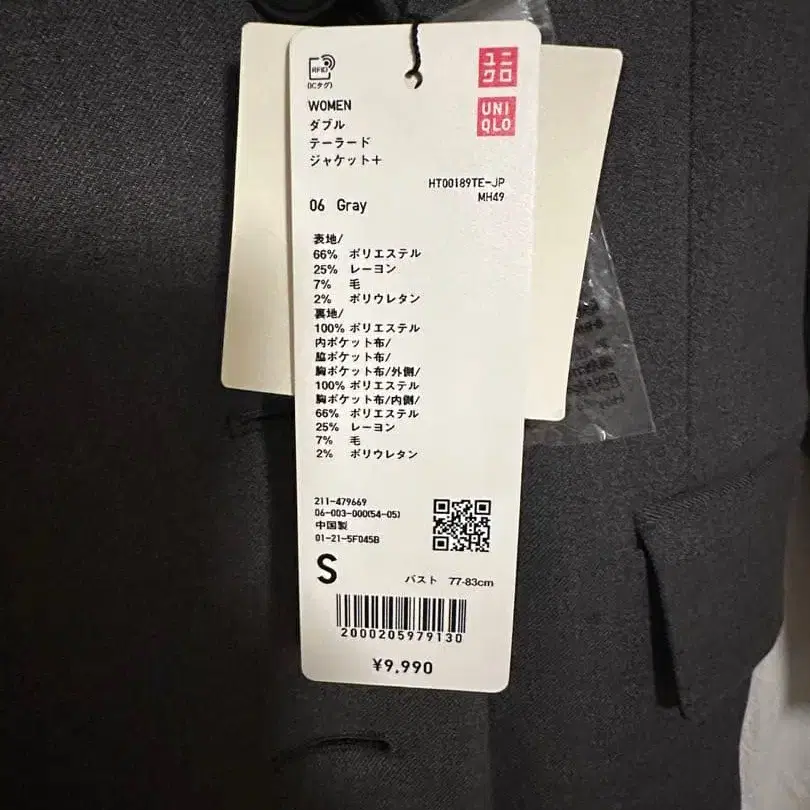 RFID
(ICタグ)
ユニ
クロ
UNI
QLO
WOMEN
ダブル
テーラード
ジャケット+
HT00189TE-JP
MH49
06 Gray
表地/
66% ポリエステル
25% レーヨン
7% 毛
2% ポリウレタン
裏地/
100% ポリエステル
内ポケット布/
脇ポケット布/
胸ポケット布/外側/
100% ポリエステル
胸ポケット布/内側/
66% ポリエステル
25% レーヨン
7% 毛
2% ポリウレタン
211-479669
06-003-000(54-05)
中国製
01-21-5F045B
S
バスト 77-83cm
2000205979130
¥9,990